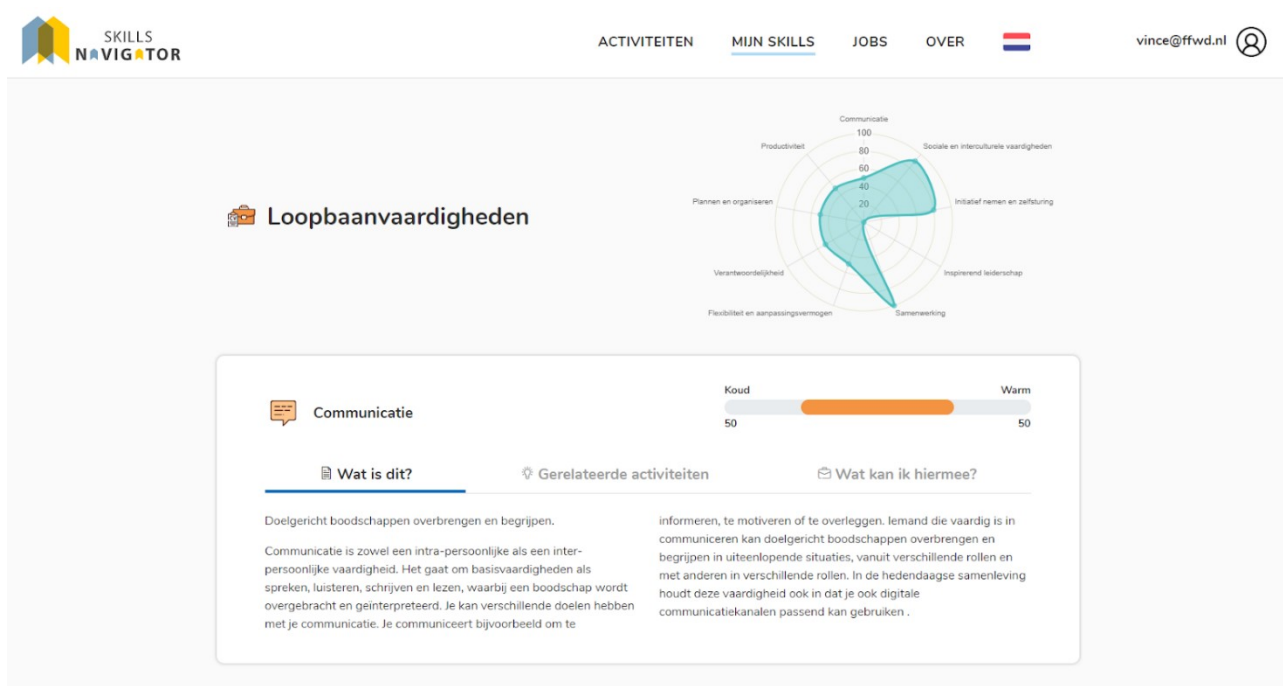 SKILLS
NAVIGATOR
ACTIVITEITEN
MIJN SKILLS
JOBS
OVER
vince@ffwd.nl
Loopbaanvaardigheden
Communicatie
100
80
60
40
20
Productiviteit
Sociale en interculturele vaardigheden
Plannen en organiseren
Initiatief nemen en zelfsturing
Verantwoordelijkheid
Inspirerend leiderschap
Flexibiliteit en aanpassingsvermogen
Samenwerking
Communicatie
Koud
Warm
50
50
Wat is dit?
Gerelateerde activiteiten
Wat kan ik hiermee?
Doelgericht boodschappen overbrengen en begrijpen.
Communicatie is zowel een intra-persoonlijke als een inter-
persoonlijke vaardigheid. Het gaat om basisvaardigheden als
spreken, luisteren, schrijven en lezen, waarbij een boodschap wordt
overgebracht en geïnterpreteerd. Je kan verschillende doelen hebben
met je communicatie. Je communiceert bijvoorbeeld om te
informeren, te motiveren of te overleggen. Iemand die vaardig is in
communiceren kan doelgericht boodschappen overbrengen en
begrijpen in uiteenlopende situaties, vanuit verschillende rollen en
met anderen in verschillende rollen. In de hedendaagse samenleving
houdt deze vaardigheid ook in dat je ook digitale
communicatiekanalen passend kan gebruiken .